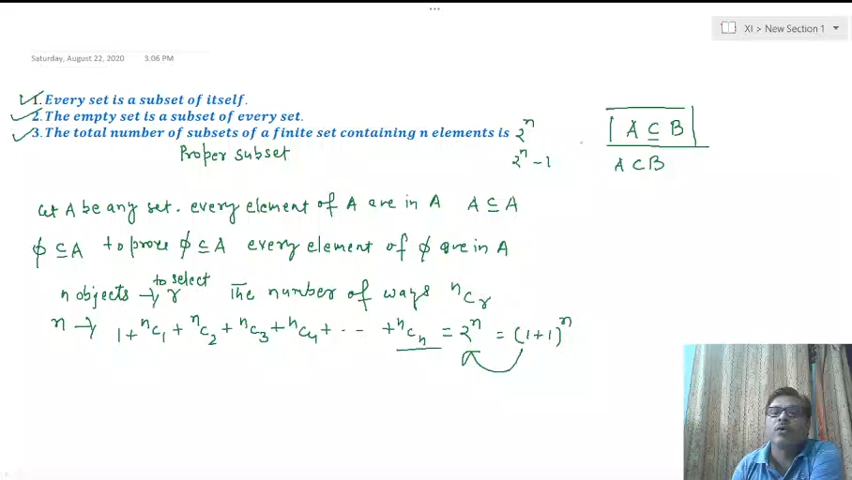 XI > New Section 1
Saturday, August 22, 2020 3:06 PM
1. Every set is a subset of itself.
2. The empty set is a subset of every set.
3. The total number of subsets of a finite set containing n elements is 2ⁿ
Proper subset 2ⁿ - 1
A ⊆ B
A ⊂ B
Let A be any set. every element of A are in A A ⊆ A
ϕ ⊆ A to prove ϕ ⊆ A every element of ϕ are in A
to select
n objects → r The number of ways ⁿCᵣ
n → 1 + ⁿC₁ + ⁿC₂ + ⁿC₃ + ⁿC₄ + ... + ⁿCₙ = 2ⁿ = (1+1)ⁿ